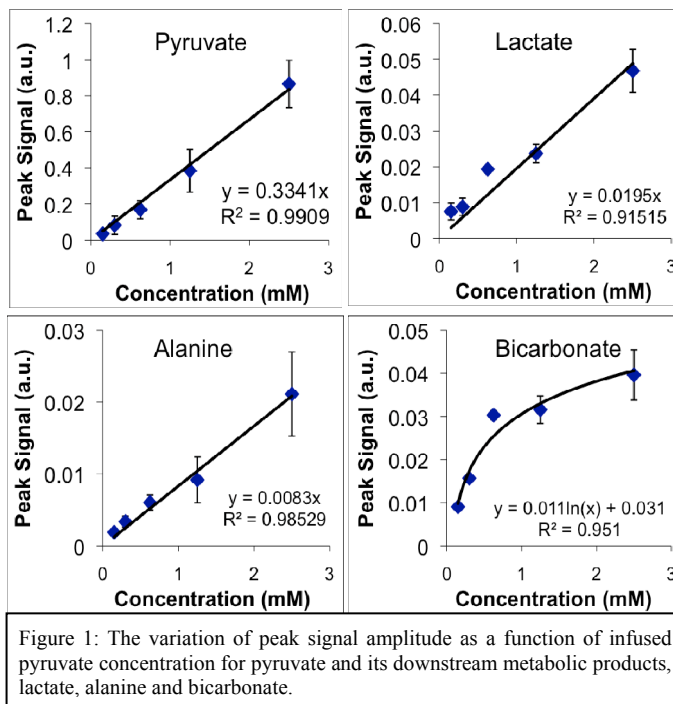 Pyruvate
Peak Signal (a.u.)
1
0.8
0.6
0.4
0.2
0
y = 0.3341x
R² = 0.9909
0 1 2 3
Concentration (mM)
Lactate
Peak Signal (a.u.)
0.06
0.05
0.04
0.03
0.02
0.01
0
y = 0.0195x
R² = 0.91515
0 1 2 3
Concentration (mM)
Alanine
Peak Signal (a.u.)
0.03
0.02
0.01
0
y = 0.0083x
R² = 0.98529
0 1 2 3
Concentration (mM)
Bicarbonate
Peak Signal (a.u.)
0.05
0.04
0.03
0.02
0.01
0
y = 0.011ln(x) + 0.031
R² = 0.951
0 1 2 3
Concentration (mM)
Figure 1: The variation of peak signal amplitude as a function of infused
pyruvate concentration for pyruvate and its downstream metabolic products,
lactate, alanine and bicarbonate.